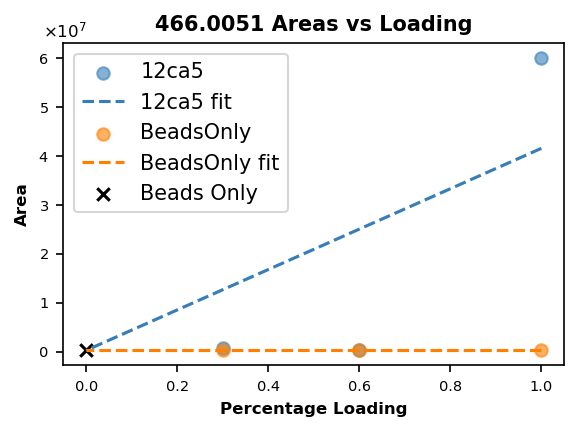 466.0051 Areas vs Loading
×10⁷
12ca5
12ca5 fit
BeadsOnly
BeadsOnly fit
Beads Only
6
5
4
3
2
1
0
Area
0.0 0.2 0.4 0.6 0.8 1.0
Percentage Loading